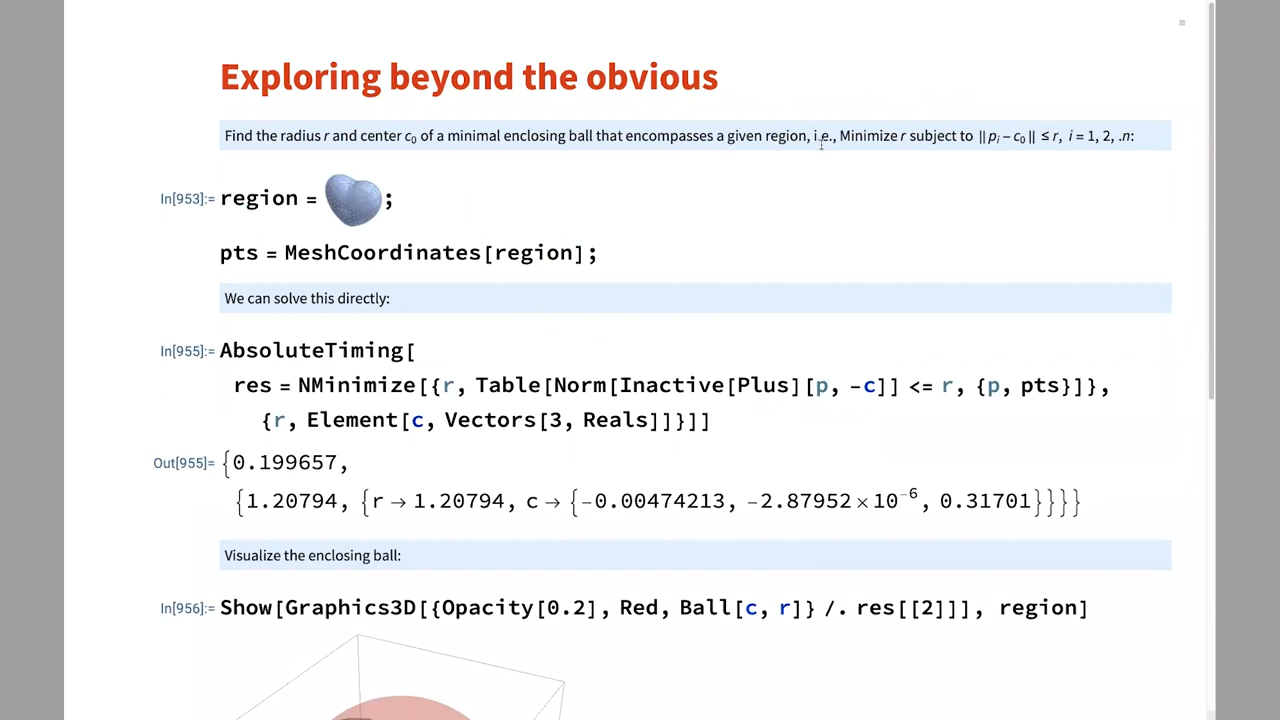 Exploring beyond the obvious
Find the radius r and center c₀ of a minimal enclosing ball that encompasses a given region, i.e., Minimize r subject to ‖pᵢ – c₀‖ ≤ r, i = 1, 2, .n:
In[953]:= region = ;
pts = MeshCoordinates[region];
We can solve this directly:
In[955]:= AbsoluteTiming[
res = NMinimize[{r, Table[Norm[Inactive[Plus][p, -c]] <= r, {p, pts}]},
{r, Element[c, Vectors[3, Reals]]}]]
Out[955]= {0.199657,
{1.20794, {r → 1.20794, c → {-0.00474213, -2.87952×10⁻⁶, 0.31701}}}}
Visualize the enclosing ball:
In[956]:= Show[Graphics3D[{Opacity[0.2], Red, Ball[c, r]} /. res[[2]]], region]